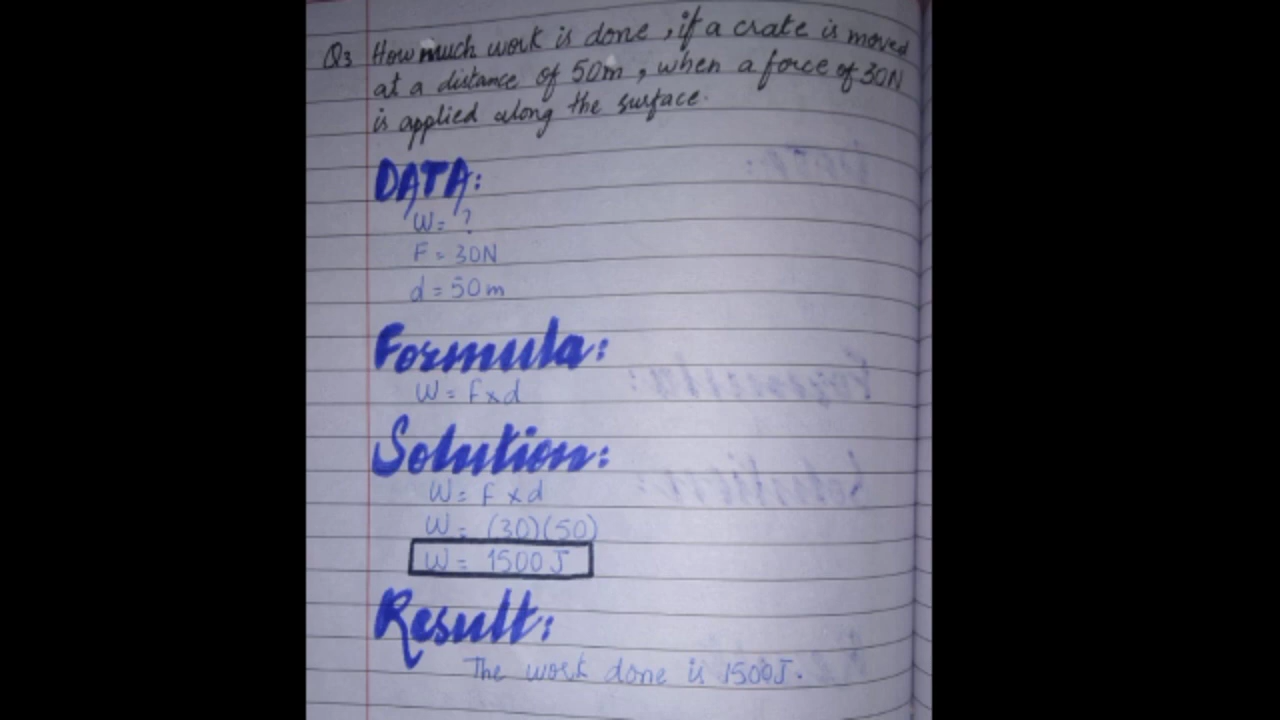 Q3 How much work is done, if a crate is moved
at a distance of 50m, when a force of 30N
is applied along the surface.
DATA:
W= ?
F = 30N
d = 50m
Formula:
W = F×d
Solution:
W = F × d
W = (30)(50)
W = 1500 J
Result:
The work done is 1500J.